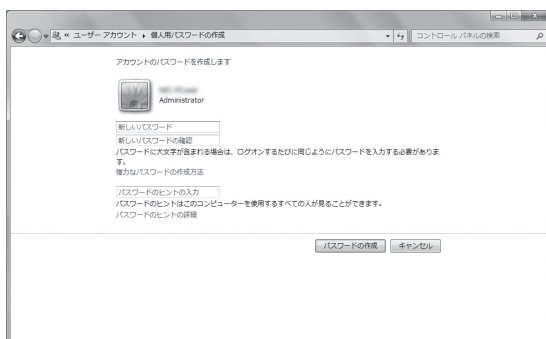 ユーザー アカウント ▸ 個人用パスワードの作成
コントロール パネルの検索
アカウントのパスワードを作成します
Administrator
新しいパスワード
新しいパスワードの確認
パスワードに大文字が含まれる場合は、ログオンするたびに同じようにパスワードを入力する必要がありま
す。
強力なパスワードの作成方法
パスワードのヒントの入力
パスワードのヒントはこのコンピューターを使用するすべての人が見ることができます。
パスワードのヒントの詳細
パスワードの作成
キャンセル